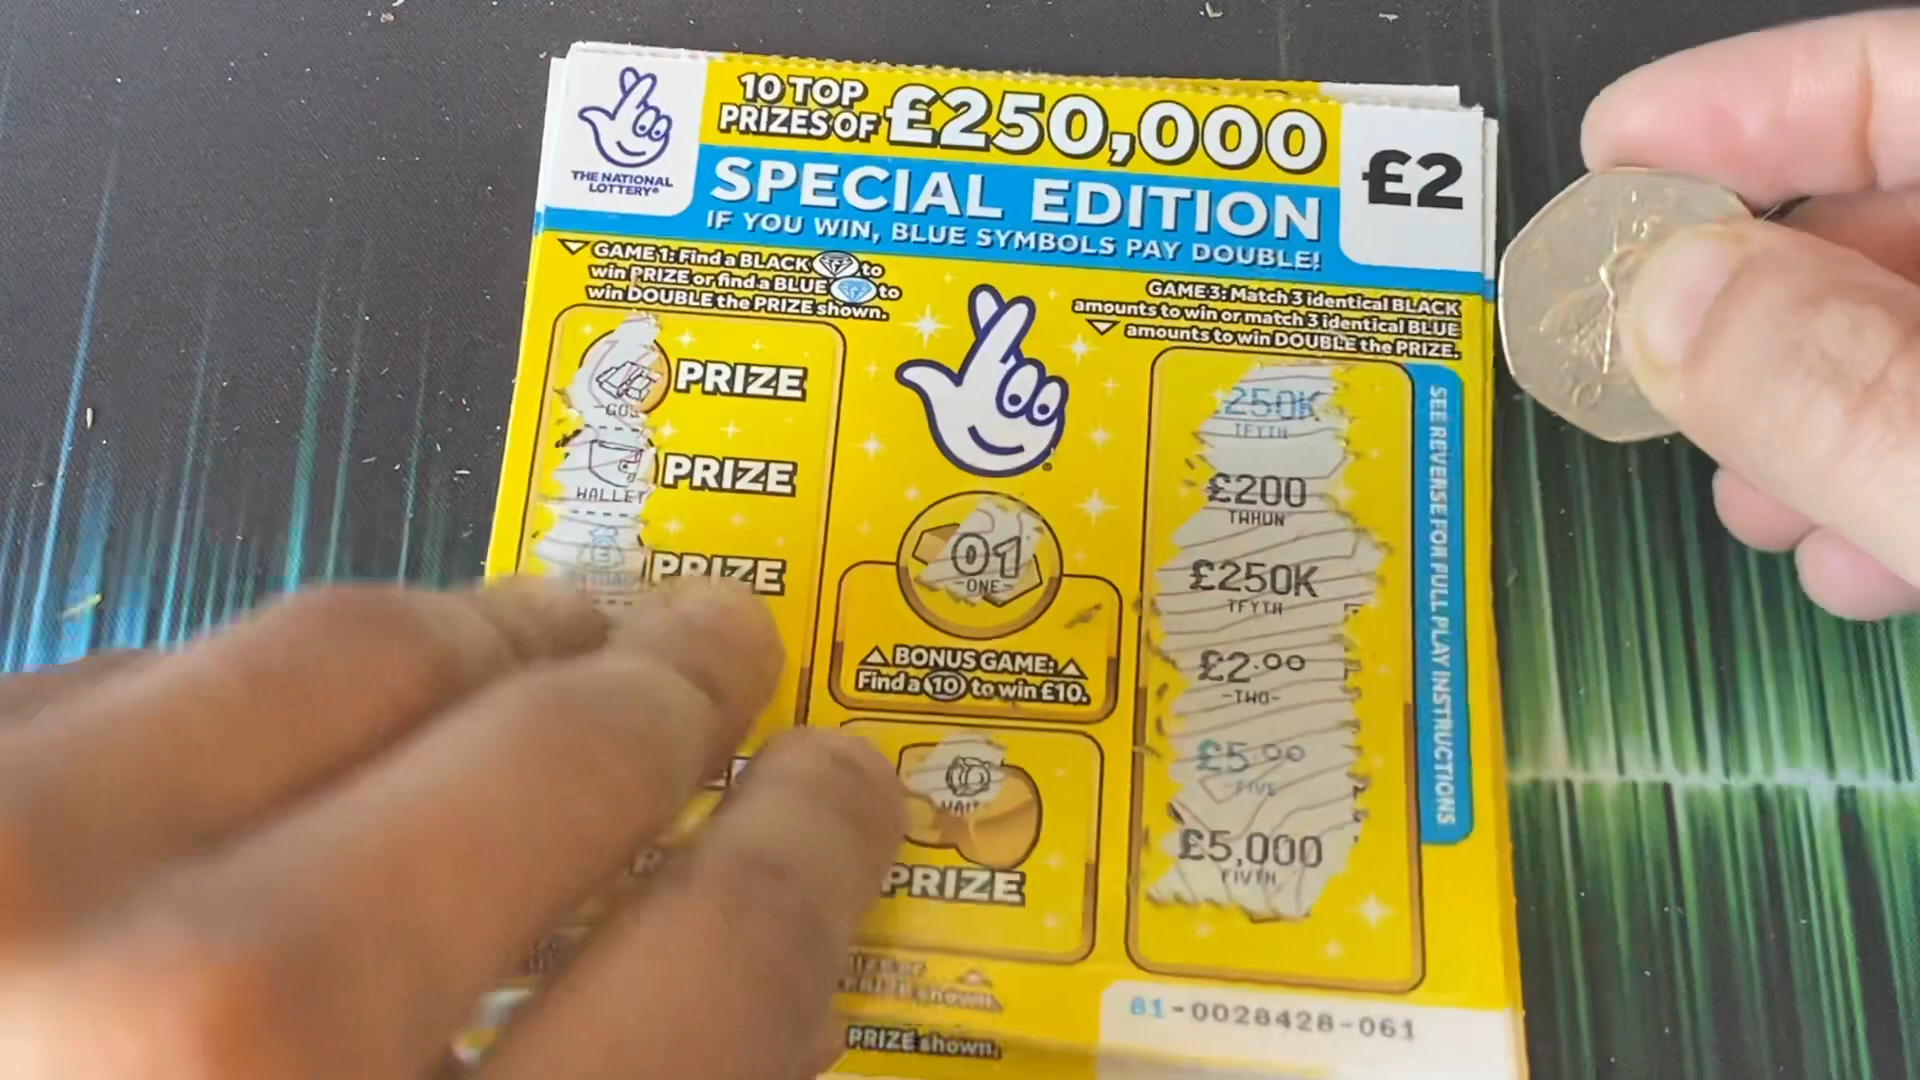 10 TOP
PRIZES OF £250,000
£2
THE NATIONAL
LOTTERY®
SPECIAL EDITION
IF YOU WIN, BLUE SYMBOLS PAY DOUBLE!
GAME 1: Find a BLACK to
win PRIZE or find a BLUE to
win DOUBLE the PRIZE shown.
GAME 3: Match 3 identical BLACK
amounts to win or match 3 identical BLUE
amounts to win DOUBLE the PRIZE.
PRIZE
WALLET
PRIZE
PRIZE
01
-ONE-
BONUS GAME:
Find a 10 to win £10.
PRIZE
250K
TFYTH
£200
TWHUN
£250K
TFYTH
£2.00
-TWO-
£5.00
-FIVE-
£5,000
FIVTH
SEE REVERSE FOR FULL PLAY INSTRUCTIONS
PRIZE shown.
81-0028428-061